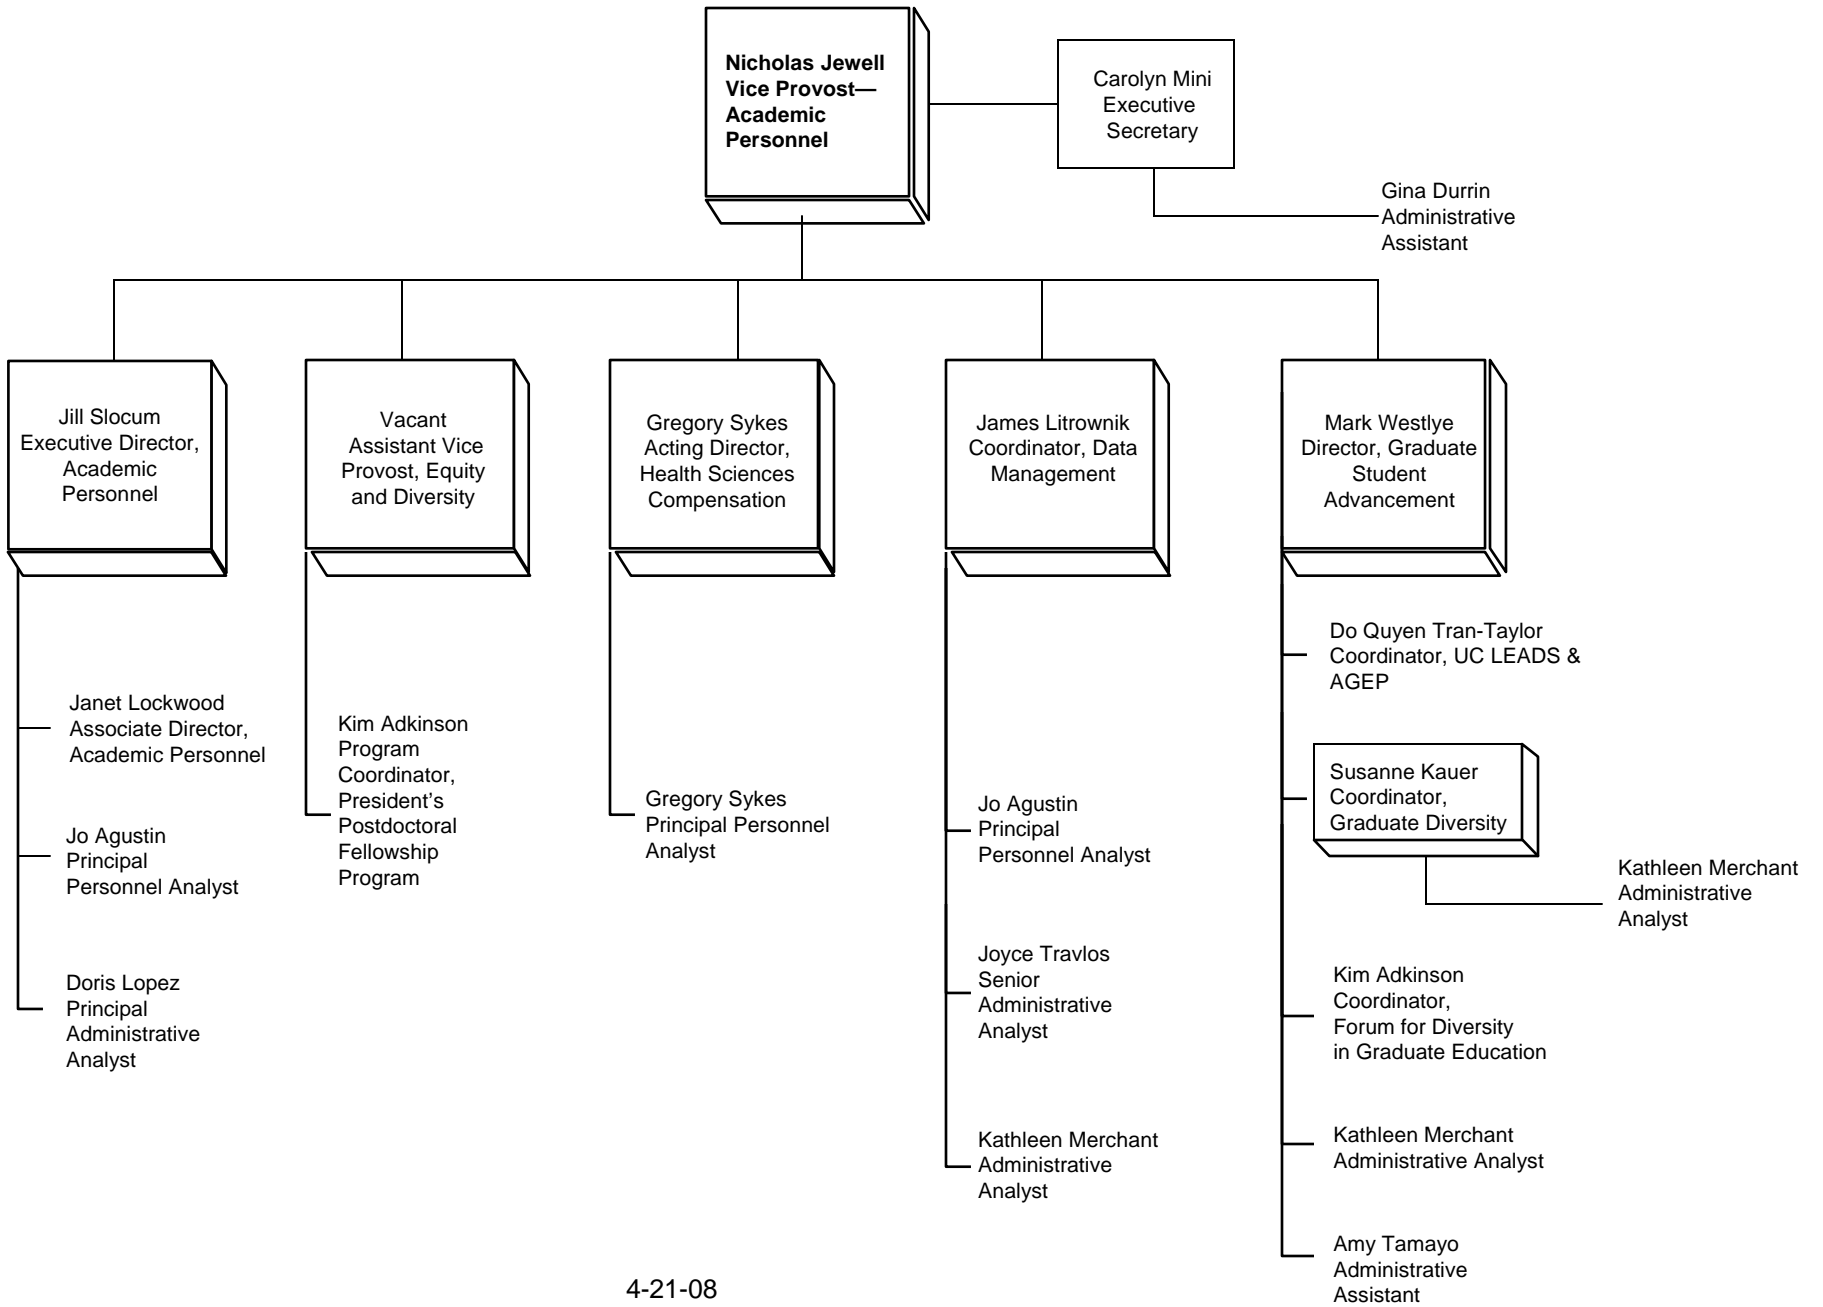 Nicholas Jewell
Vice Provost—
Academic
Personnel
Carolyn Mini
Executive
Secretary
Gina Durrin
Administrative
Assistant
Jill Slocum
Executive Director,
Academic
Personnel
Vacant
Assistant Vice
Provost, Equity
and Diversity
Gregory Sykes
Acting Director,
Health Sciences
Compensation
James Litrownik
Coordinator, Data
Management
Mark Westlye
Director, Graduate
Student
Advancement
Janet Lockwood
Associate Director,
Academic Personnel
Jo Agustin
Principal
Personnel Analyst
Doris Lopez
Principal
Administrative
Analyst
Kim Adkinson
Program
Coordinator,
President’s
Postdoctoral
Fellowship
Program
Gregory Sykes
Principal Personnel
Analyst
Jo Agustin
Principal
Personnel Analyst
Joyce Travlos
Senior
Administrative
Analyst
Kathleen Merchant
Administrative
Analyst
Do Quyen Tran-Taylor
Coordinator, UC LEADS &
AGEP
Susanne Kauer
Coordinator,
Graduate Diversity
Kathleen Merchant
Administrative
Analyst
Kim Adkinson
Coordinator,
Forum for Diversity
in Graduate Education
Kathleen Merchant
Administrative Analyst
Amy Tamayo
Administrative
Assistant
4-21-08